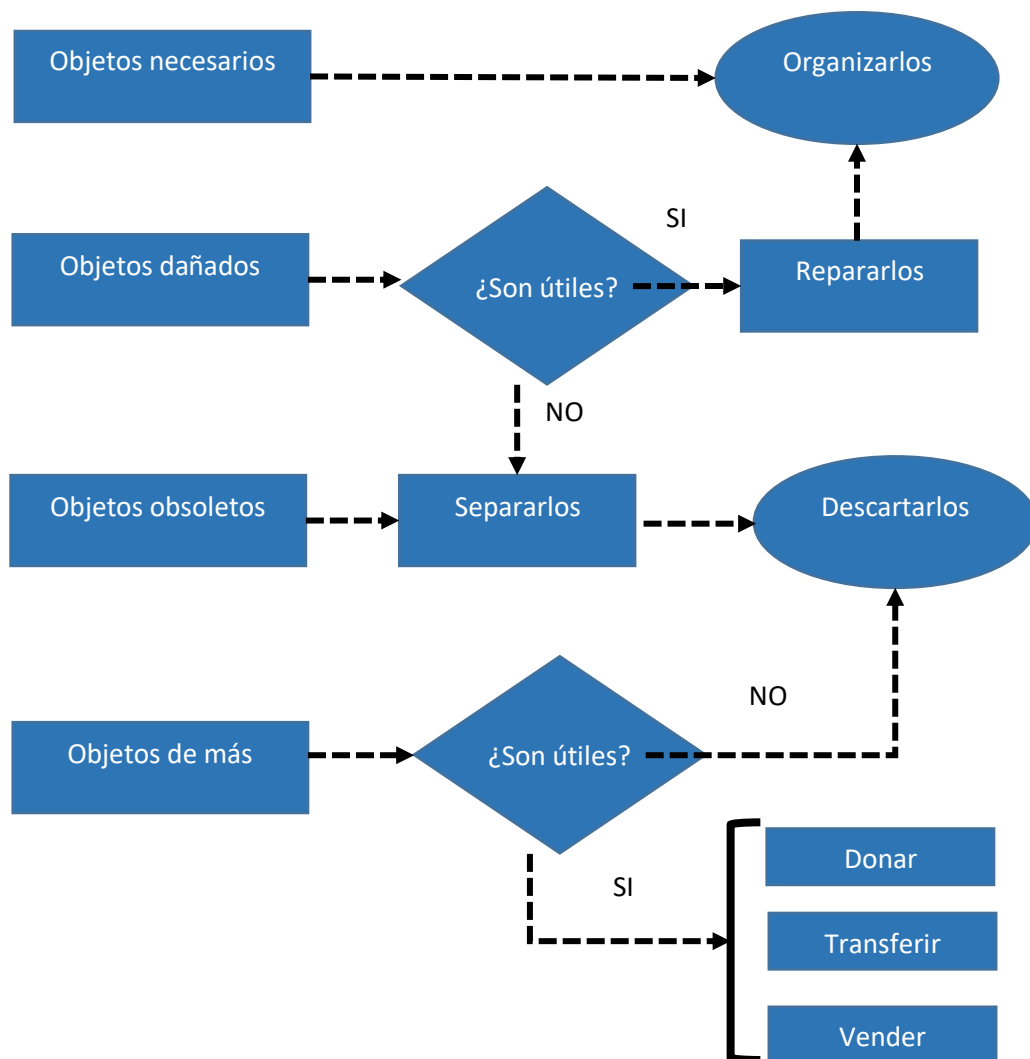 Objetos necesarios
Organizarlos
SI
Objetos dañados
¿Son útiles?
Repararlos
NO
Objetos obsoletos
Separarlos
Descartarlos
NO
Objetos de más
¿Son útiles?
SI
Donar
Transferir
Vender